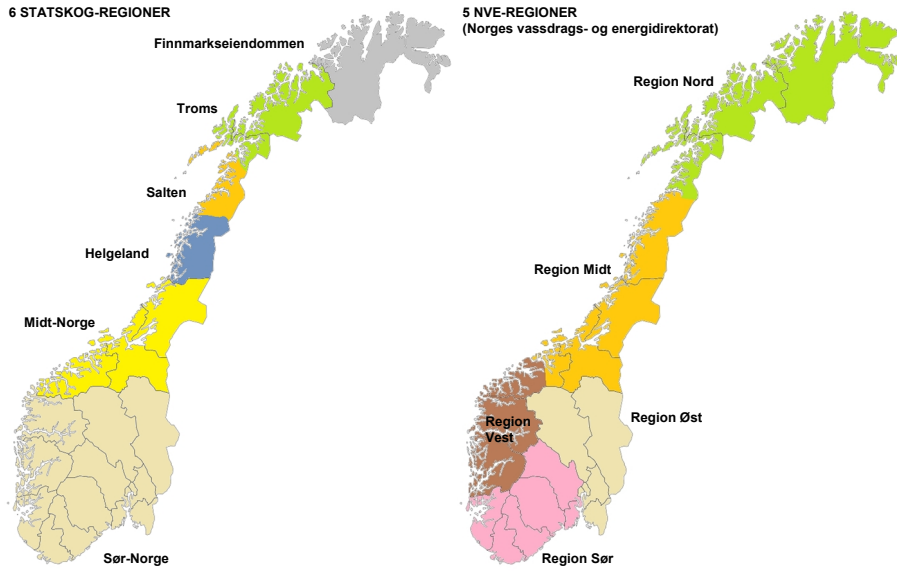 6 STATSKOG-REGIONER
Finnmarkseiendommen
Troms
Salten
Helgeland
Midt-Norge
Sør-Norge
5 NVE-REGIONER
(Norges vassdrags- og energidirektorat)
Region Nord
Region Midt
Region Øst
Region
Vest
Region Sør